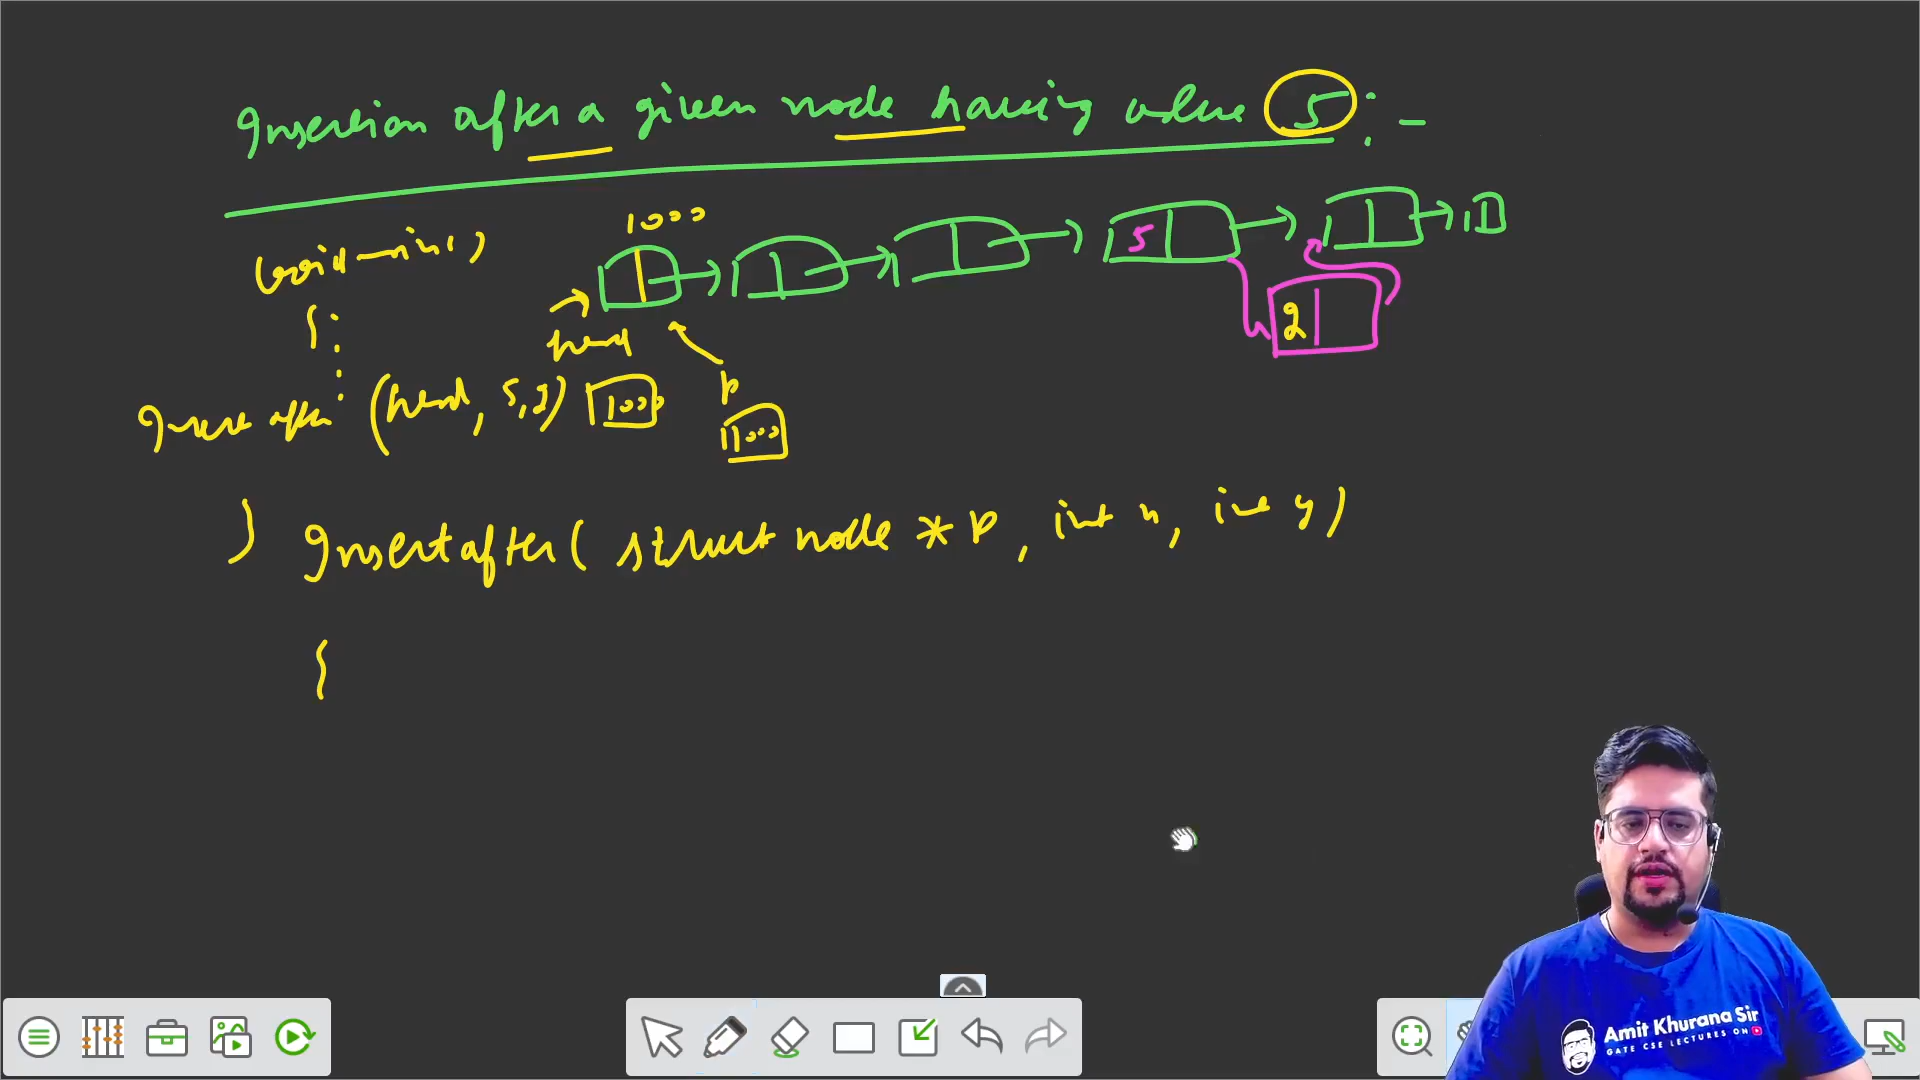 Insertion after a given node having value 5 : -
1000
void main()
{
5
2
head
p
Insert after (head, 5, 2)
1000
1000
} Insertafter( struct node *p, int x, int y)
{
Amit Khurana Sir
GATE CSE LECTURES ON